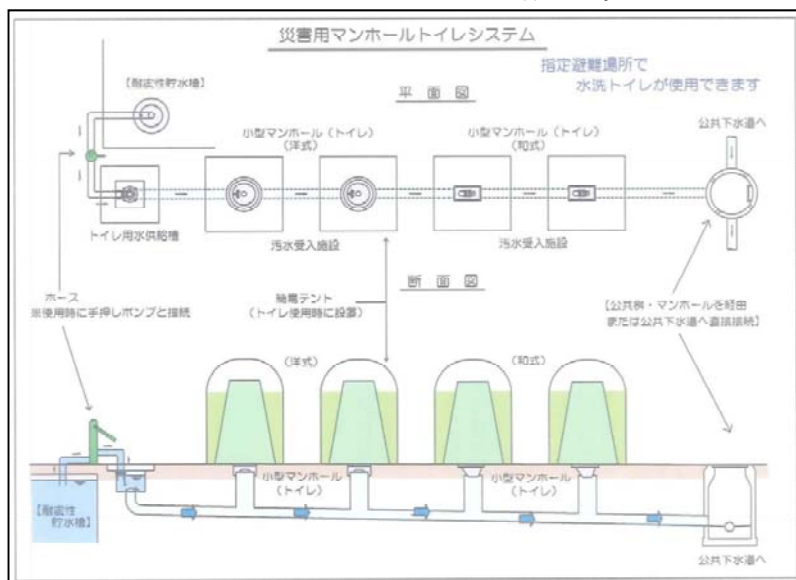 災害用マンホールトイレシステム
指定避難場所で
水洗トイレが使用できます
【耐震性貯水槽】
平面図
小型マンホール(トイレ)
(洋式)
小型マンホール(トイレ)
(和式)
公共下水道へ
トイレ用水供給槽
汚水受入施設
汚水受入施設
断面図
ホース
※使用時に手押しポンプと接続
簡易テント
(トイレ使用時に設置)
【公共桝・マンホールを経由
または公共下水道へ直接接続】
(洋式)
(和式)
小型マンホール
(トイレ)
小型マンホール
(トイレ)
【耐震性
貯水槽】
公共下水道へ